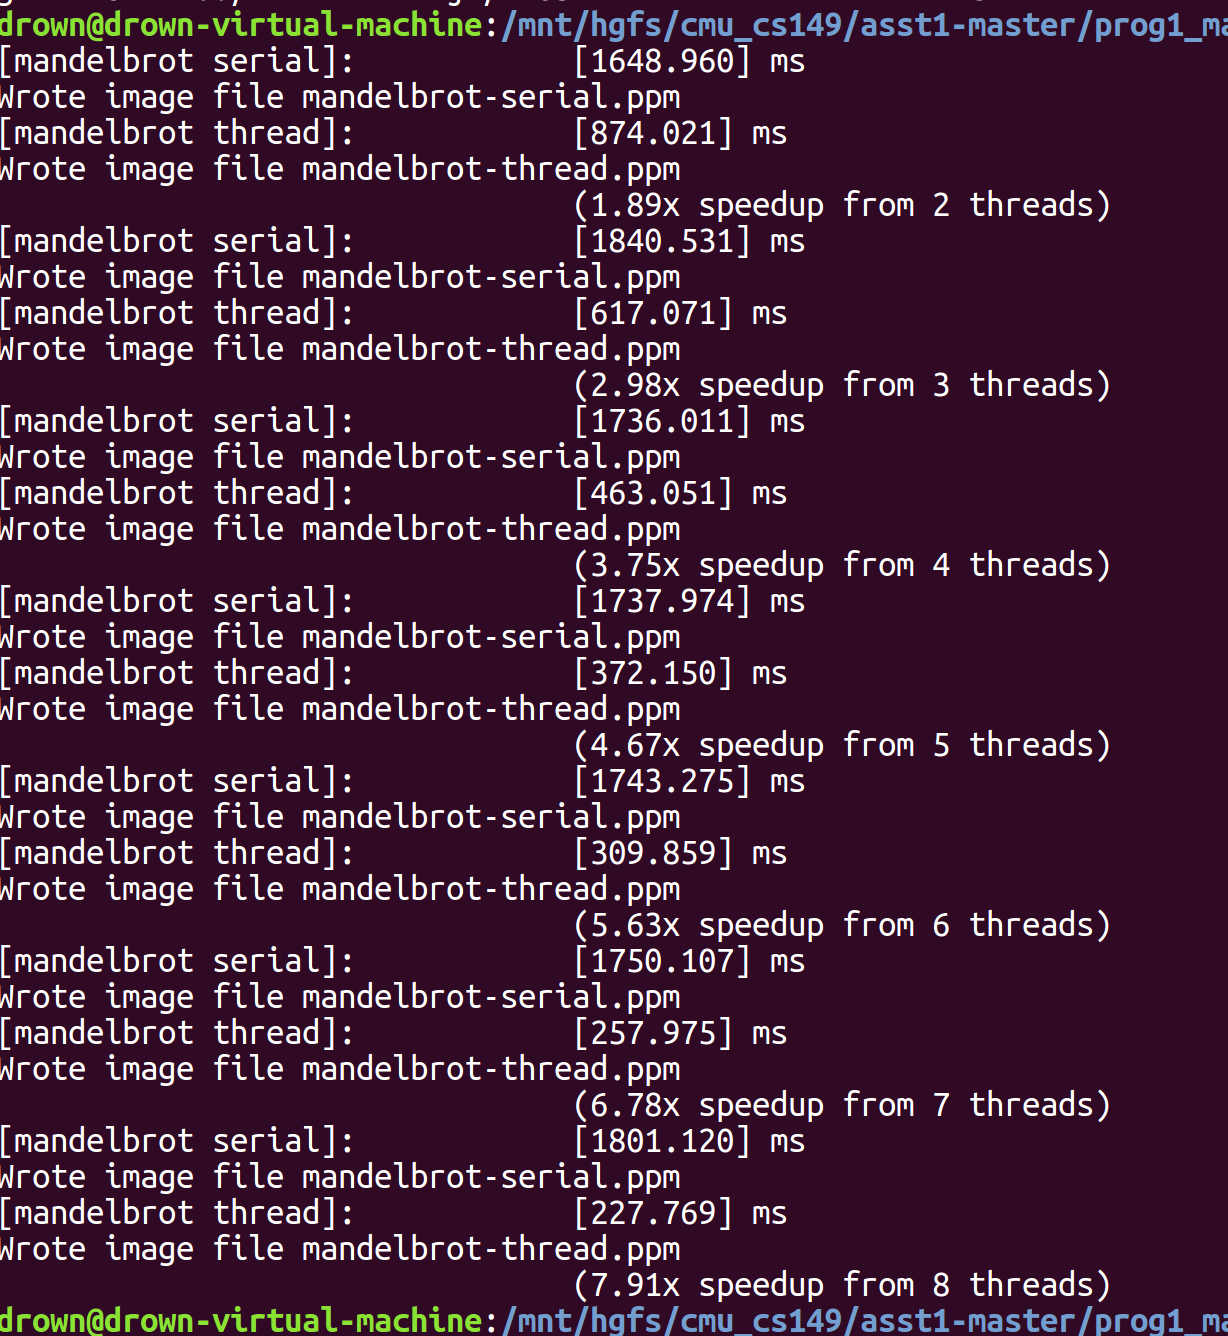 drown@drown-virtual-machine:/mnt/hgfs/cmu_cs149/asst1-master/prog1_ma
[mandelbrot serial]: [1648.960] ms
Wrote image file mandelbrot-serial.ppm
[mandelbrot thread]: [874.021] ms
Wrote image file mandelbrot-thread.ppm
(1.89x speedup from 2 threads)
[mandelbrot serial]: [1840.531] ms
Wrote image file mandelbrot-serial.ppm
[mandelbrot thread]: [617.071] ms
Wrote image file mandelbrot-thread.ppm
(2.98x speedup from 3 threads)
[mandelbrot serial]: [1736.011] ms
Wrote image file mandelbrot-serial.ppm
[mandelbrot thread]: [463.051] ms
Wrote image file mandelbrot-thread.ppm
(3.75x speedup from 4 threads)
[mandelbrot serial]: [1737.974] ms
Wrote image file mandelbrot-serial.ppm
[mandelbrot thread]: [372.150] ms
Wrote image file mandelbrot-thread.ppm
(4.67x speedup from 5 threads)
[mandelbrot serial]: [1743.275] ms
Wrote image file mandelbrot-serial.ppm
[mandelbrot thread]: [309.859] ms
Wrote image file mandelbrot-thread.ppm
(5.63x speedup from 6 threads)
[mandelbrot serial]: [1750.107] ms
Wrote image file mandelbrot-serial.ppm
[mandelbrot thread]: [257.975] ms
Wrote image file mandelbrot-thread.ppm
(6.78x speedup from 7 threads)
[mandelbrot serial]: [1801.120] ms
Wrote image file mandelbrot-serial.ppm
[mandelbrot thread]: [227.769] ms
Wrote image file mandelbrot-thread.ppm
(7.91x speedup from 8 threads)
drown@drown-virtual-machine:/mnt/hgfs/cmu_cs149/asst1-master/prog1_ma